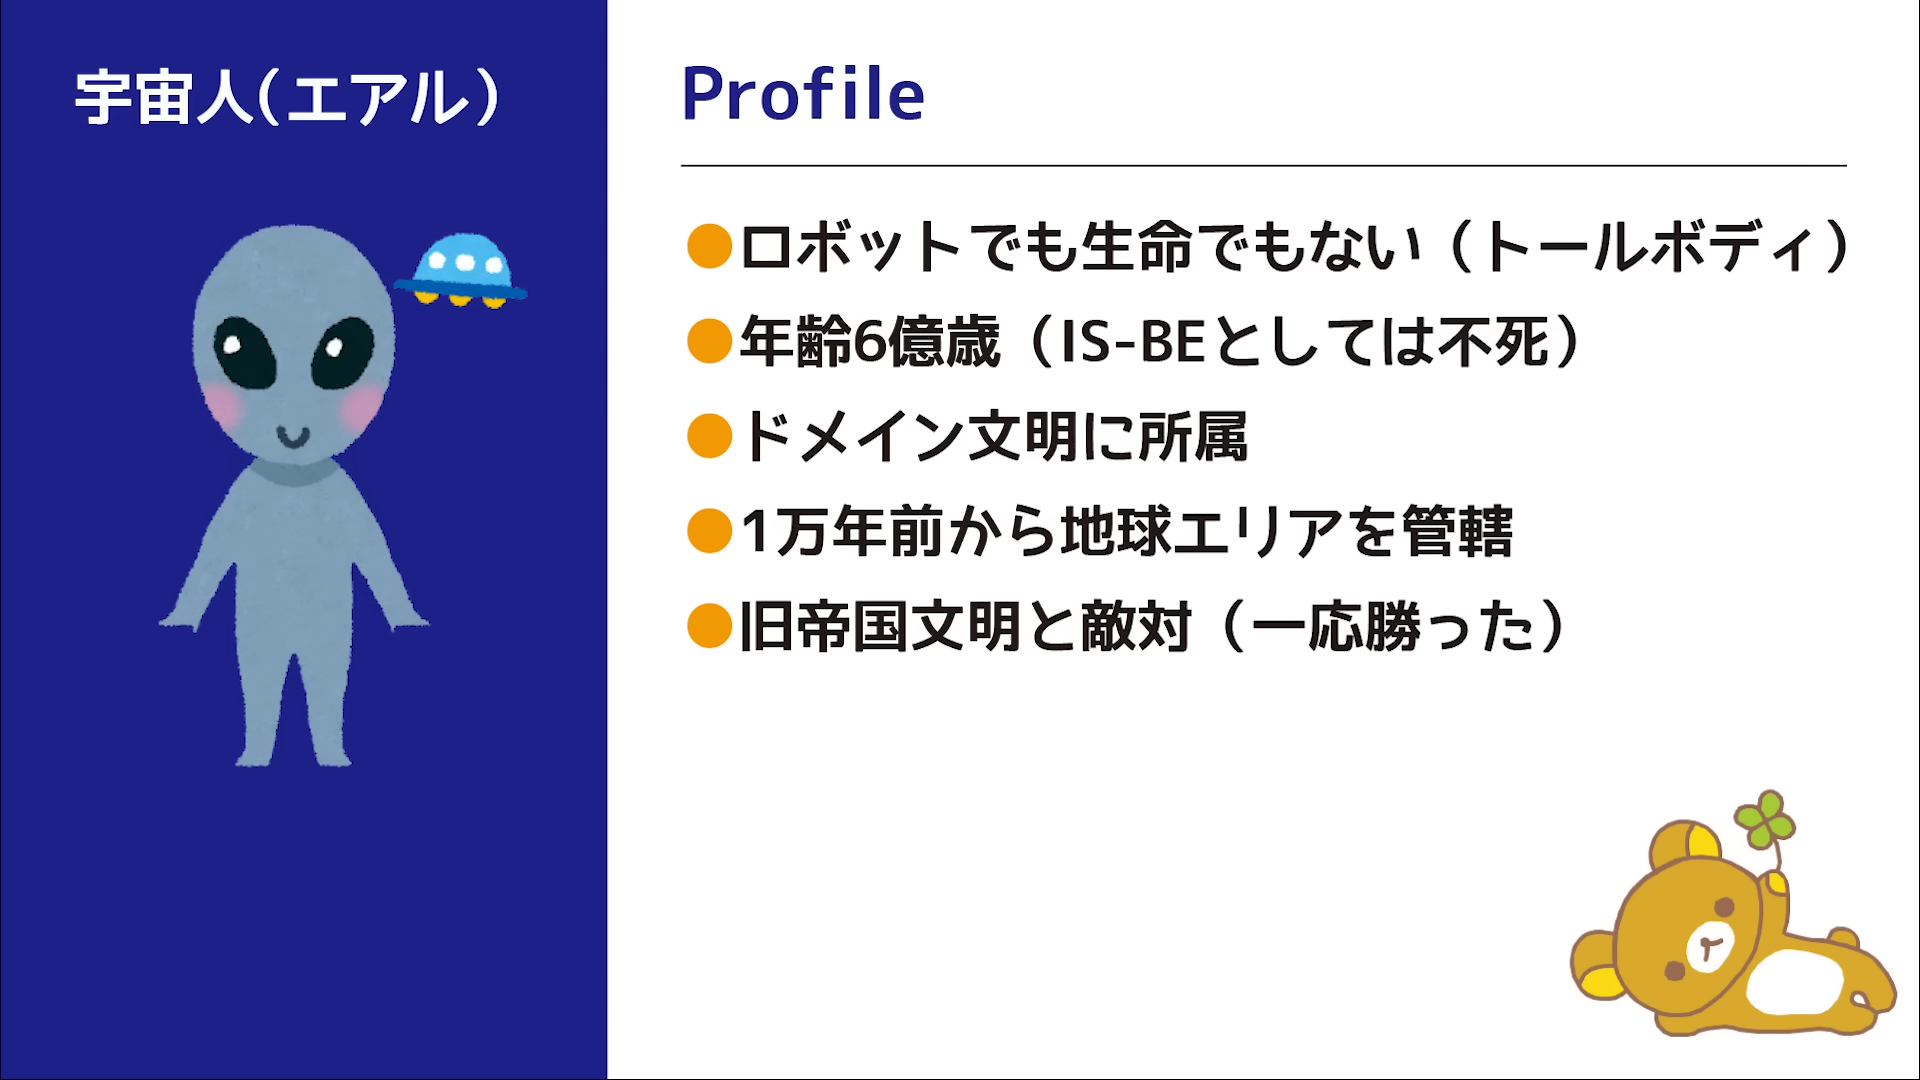 宇宙人(エアル)
Profile
●ロボットでも生命でもない（トールボディ）
●年齢6億歳（IS-BEとしては不死）
●ドメイン文明に所属
●1万年前から地球エリアを管轄
●旧帝国文明と敵対（一応勝った）